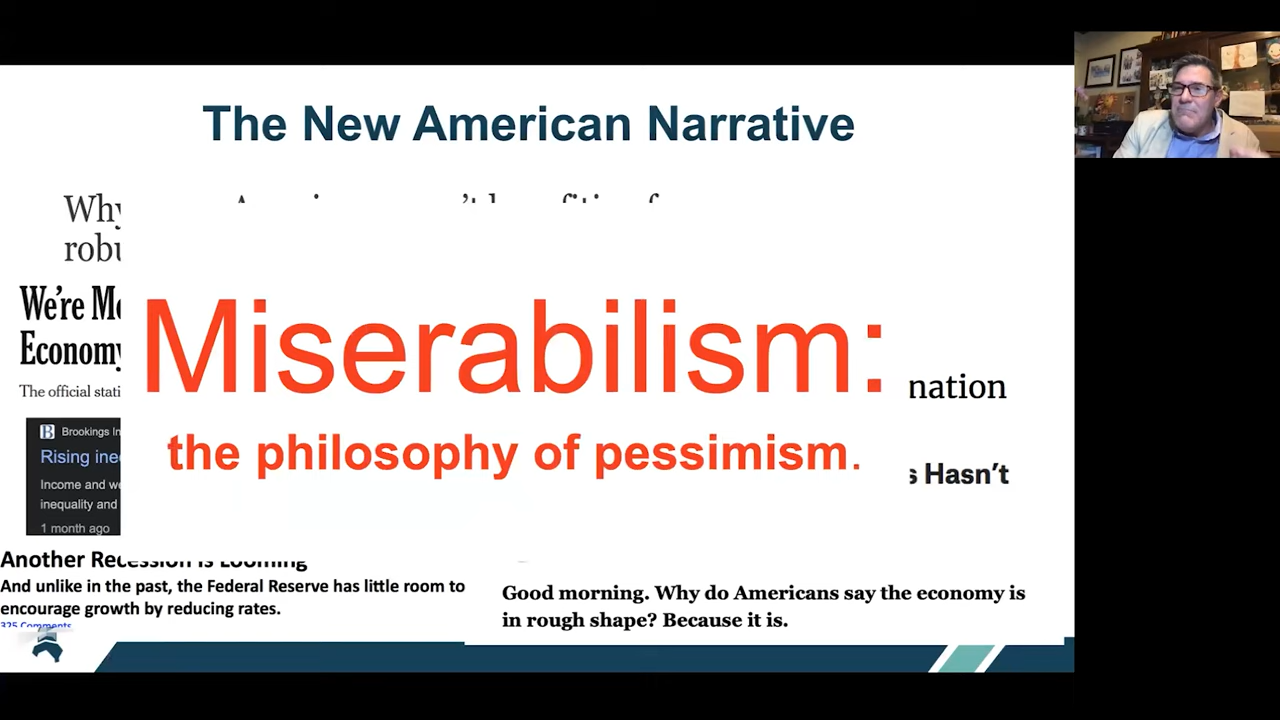 The New American Narrative
Why
robu
We're Mo
Economy
The official stati
Brookings In
Rising ine
Income and we
inequality and
1 month ago
Miserabilism:
the philosophy of pessimism.
nation
s Hasn't
Another Recession is Looming
And unlike in the past, the Federal Reserve has little room to
encourage growth by reducing rates.
325 Comments
Good morning. Why do Americans say the economy is
in rough shape? Because it is.